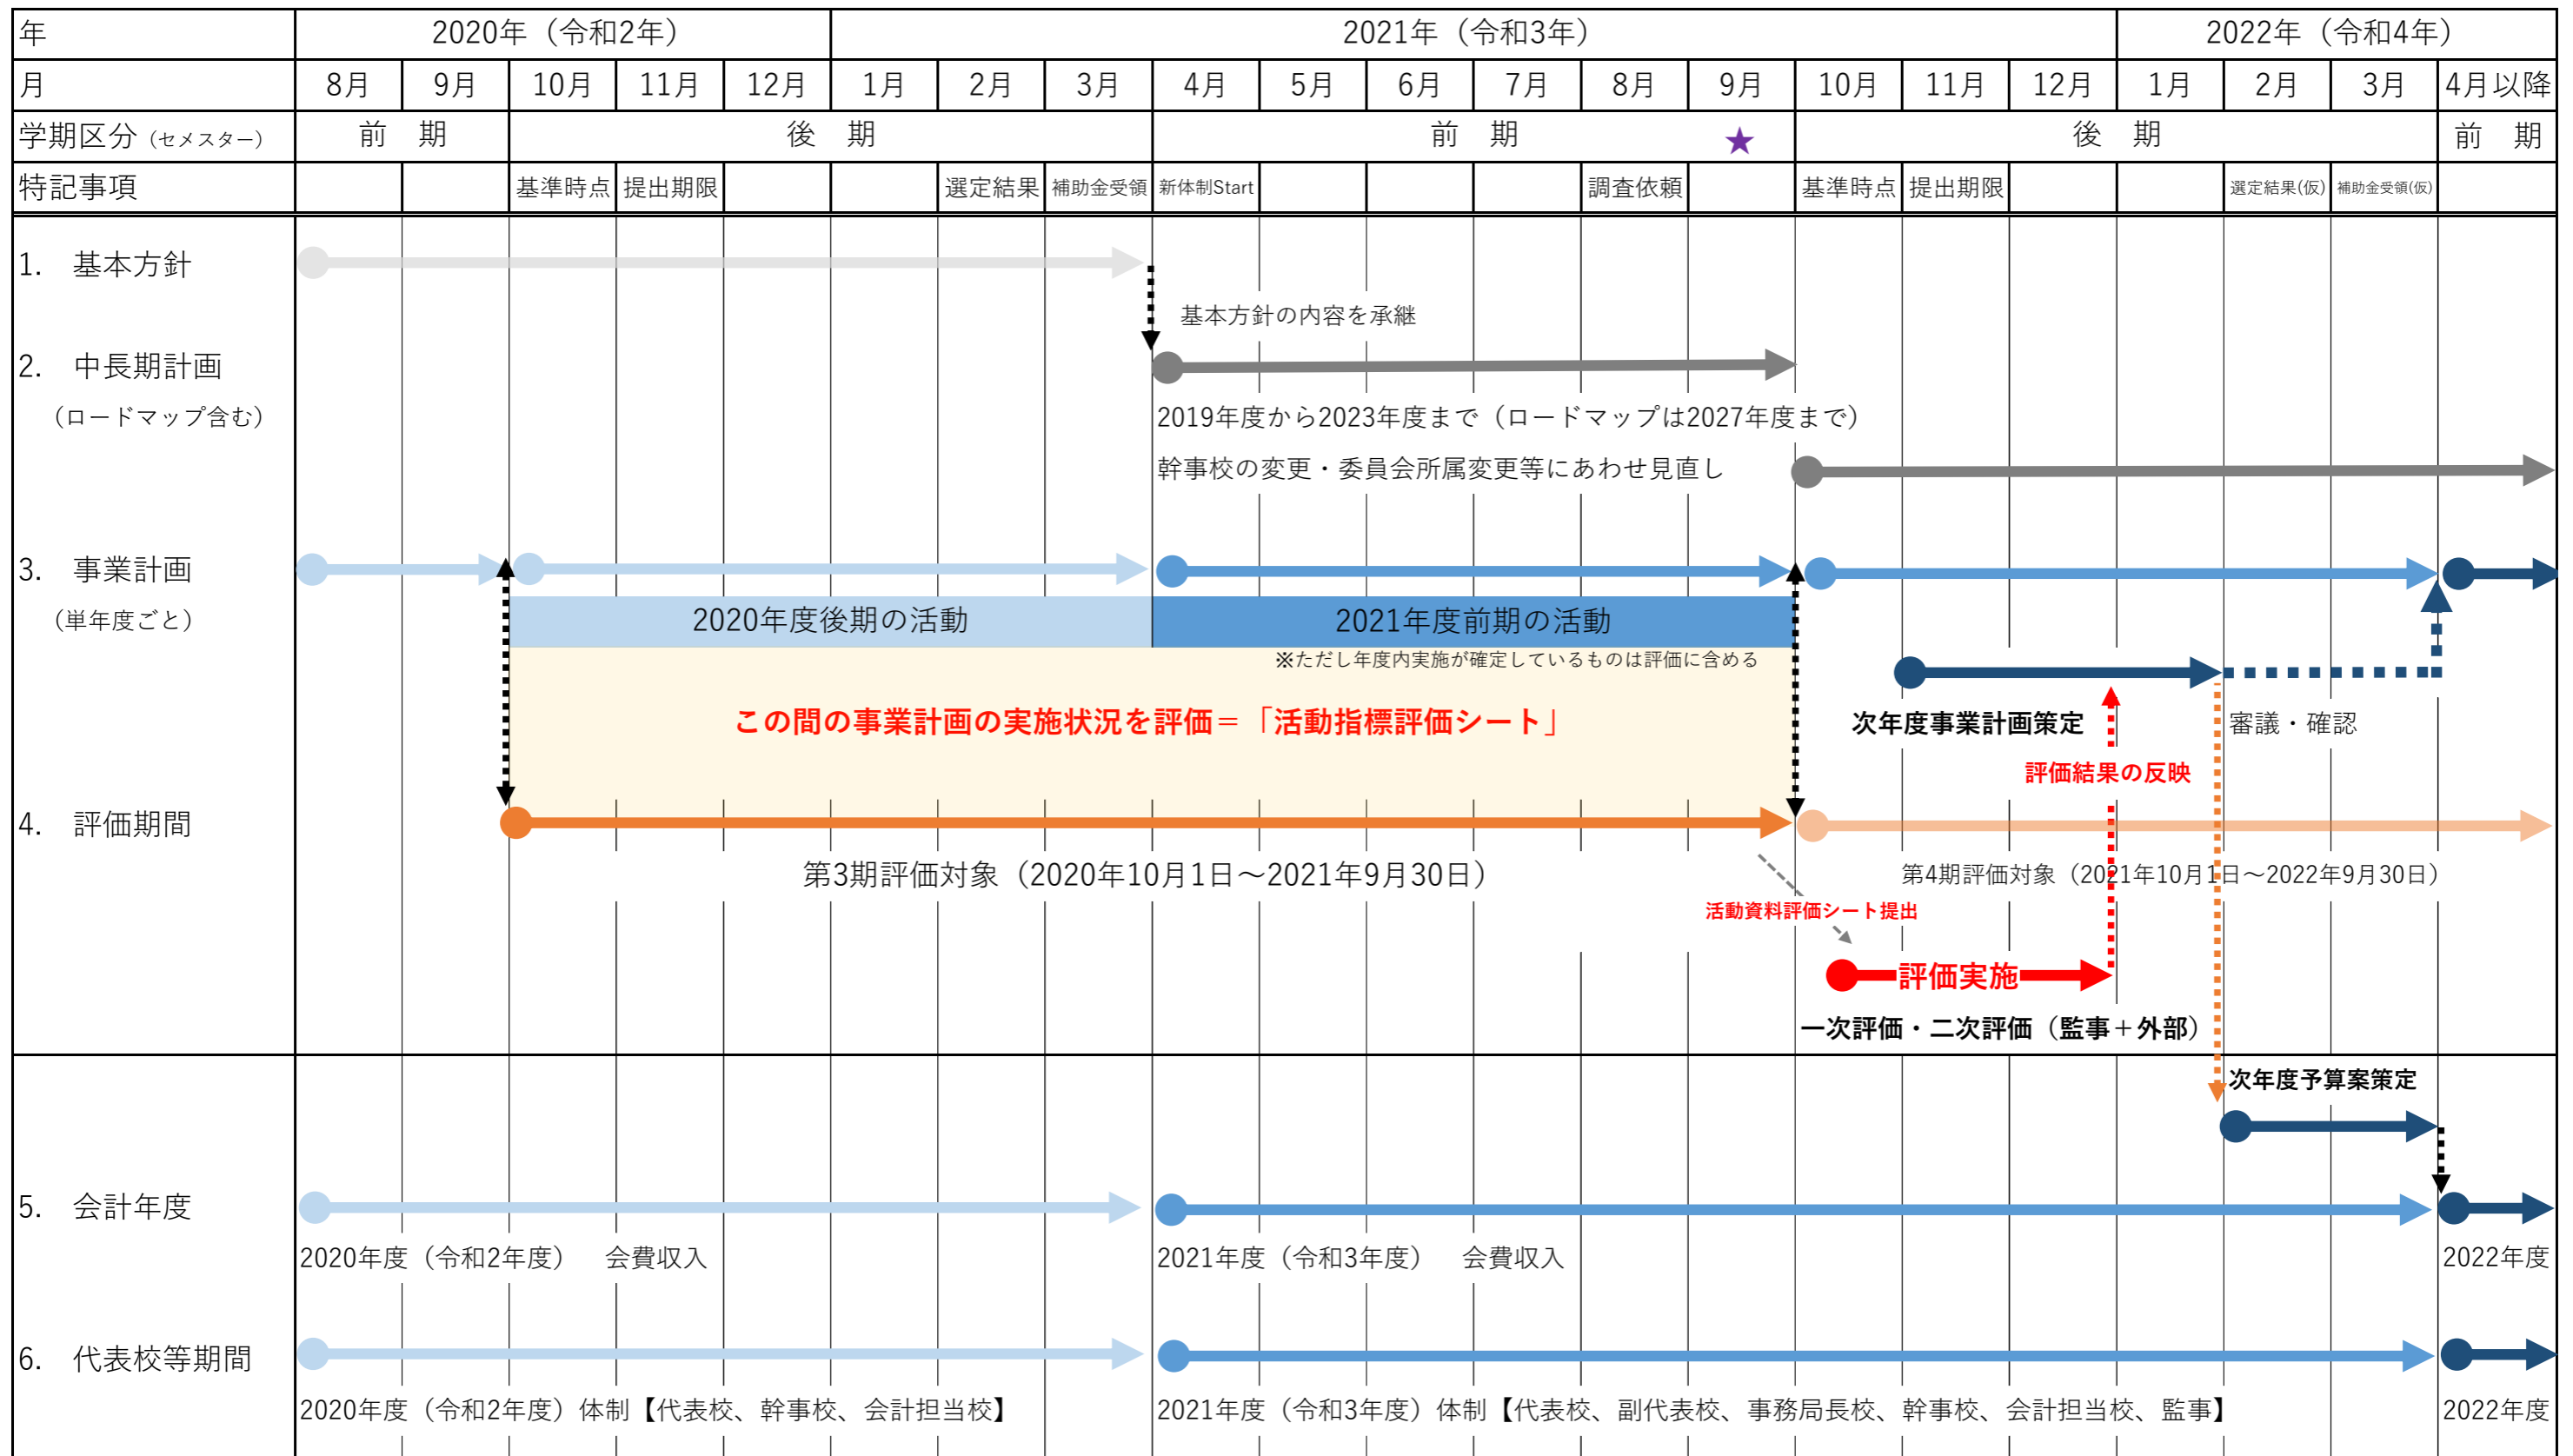 年 2020年（令和2年） 2021年（令和3年） 2022年（令和4年）
月 8月 9月 10月 11月 12月 1月 2月 3月 4月 5月 6月 7月 8月 9月 10月 11月 12月 1月 2月 3月 4月以降
学期区分（セメスター） 前　期 後　期 前　期 ★ 後　期 前　期
特記事項 基準時点 提出期限 選定結果 補助金受領 新体制Start 調査依頼 基準時点 提出期限 選定結果(仮) 補助金受領(仮)
1.　基本方針
基本方針の内容を承継
2.　中長期計画
（ロードマップ含む）
2019年度から2023年度まで（ロードマップは2027年度まで）
幹事校の変更・委員会所属変更等にあわせ見直し
3.　事業計画
（単年度ごと）
2020年度後期の活動 2021年度前期の活動
※ただし年度内実施が確定しているものは評価に含める
この間の事業計画の実施状況を評価＝「活動指標評価シート」
次年度事業計画策定 審議・確認
評価結果の反映
4.　評価期間
第3期評価対象（2020年10月1日～2021年9月30日）
第4期評価対象（2021年10月1日～2022年9月30日）
活動資料評価シート提出
評価実施
一次評価・二次評価（監事＋外部）
次年度予算案策定
5.　会計年度
2020年度（令和2年度）　会費収入 2021年度（令和3年度）　会費収入 2022年度
6.　代表校等期間
2020年度（令和2年度）体制【代表校、幹事校、会計担当校】 2021年度（令和3年度）体制【代表校、副代表校、事務局長校、幹事校、会計担当校、監事】 2022年度